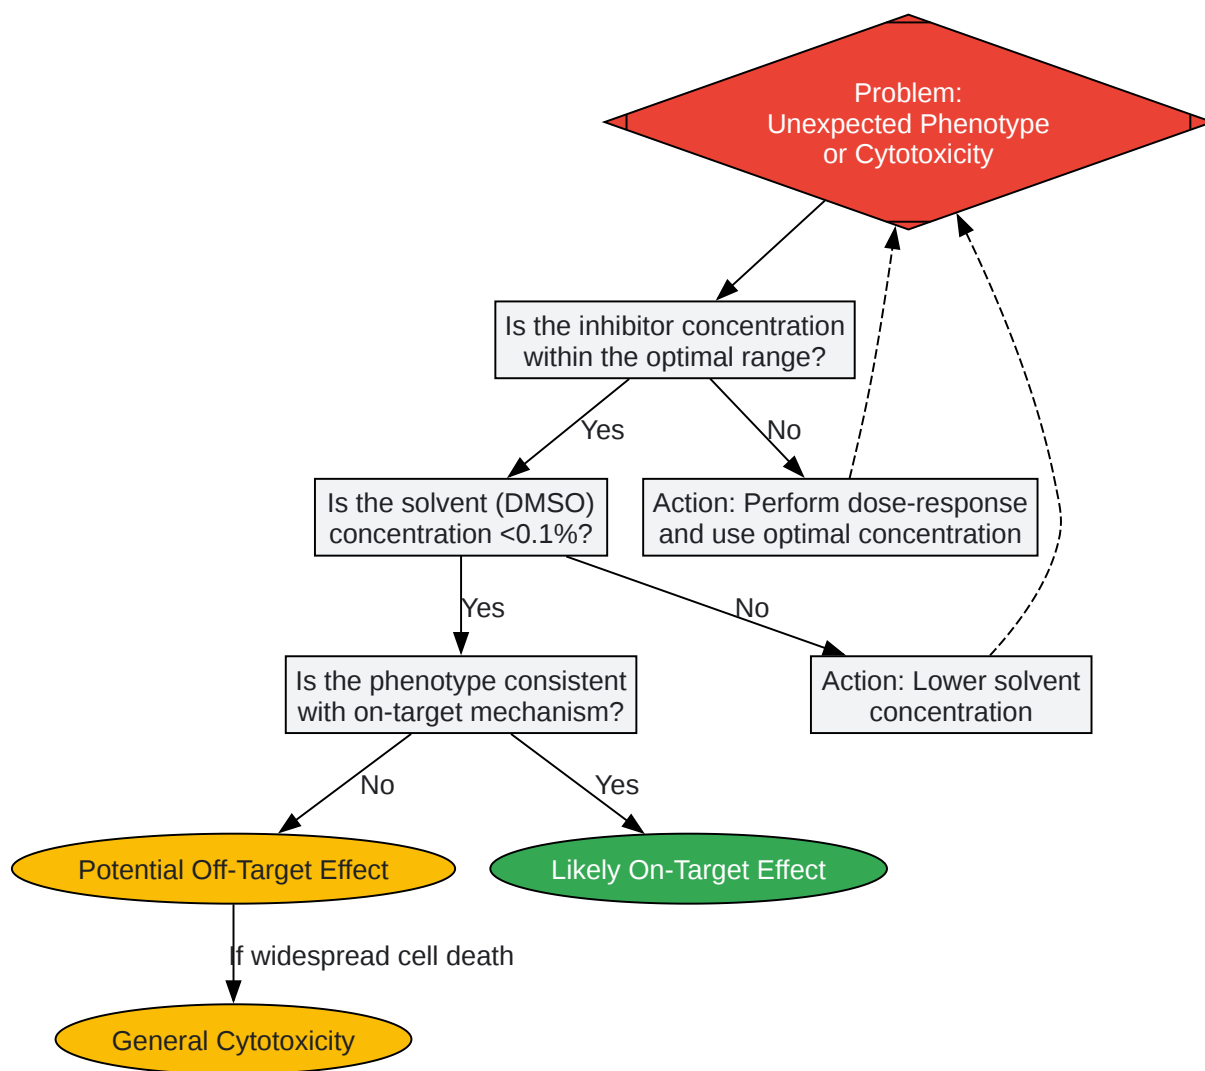 Problem:
Unexpected Phenotype
or Cytotoxicity
Is the inhibitor concentration
within the optimal range?
Yes
No
Is the solvent (DMSO)
concentration <0.1%?
Action: Perform dose-response
and use optimal concentration
Yes
No
Is the phenotype consistent
with on-target mechanism?
Action: Lower solvent
concentration
No
Yes
Potential Off-Target Effect
Likely On-Target Effect
If widespread cell death
General Cytotoxicity